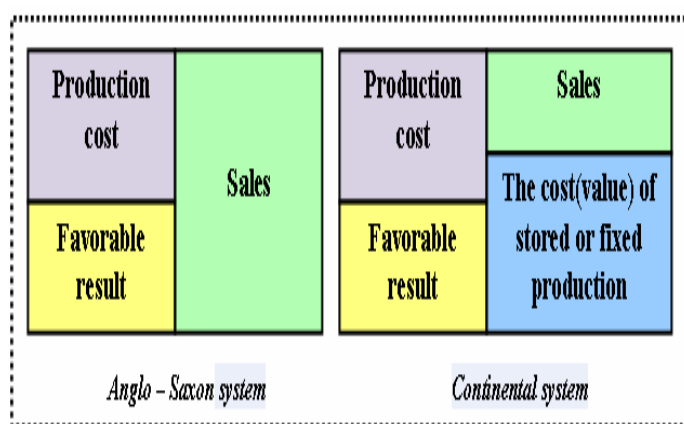 Production
cost
Sales
Favorable
result
Anglo – Saxon system
Production
cost
Sales
Favorable
result
The cost(value) of
stored or fixed
production
Continental system